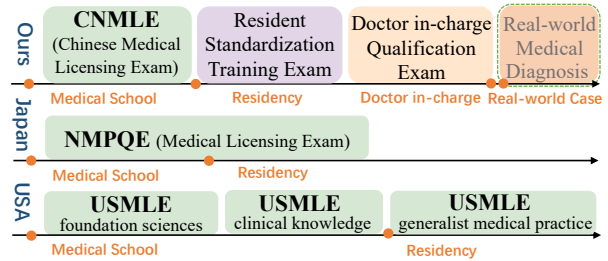 Ours
CNMLE
(Chinese Medical
Licensing Exam)
Resident
Standardization
Training Exam
Doctor in-charge
Qualification
Exam
Real-world
Medical
Diagnosis
Medical School
Residency
Doctor in-charge
Real-world Case
Japan
NMPQE (Medical Licensing Exam)
Medical School
Residency
USA
USMLE
foundation sciences
USMLE
clinical knowledge
USMLE
generalist medical practice
Medical School
Residency